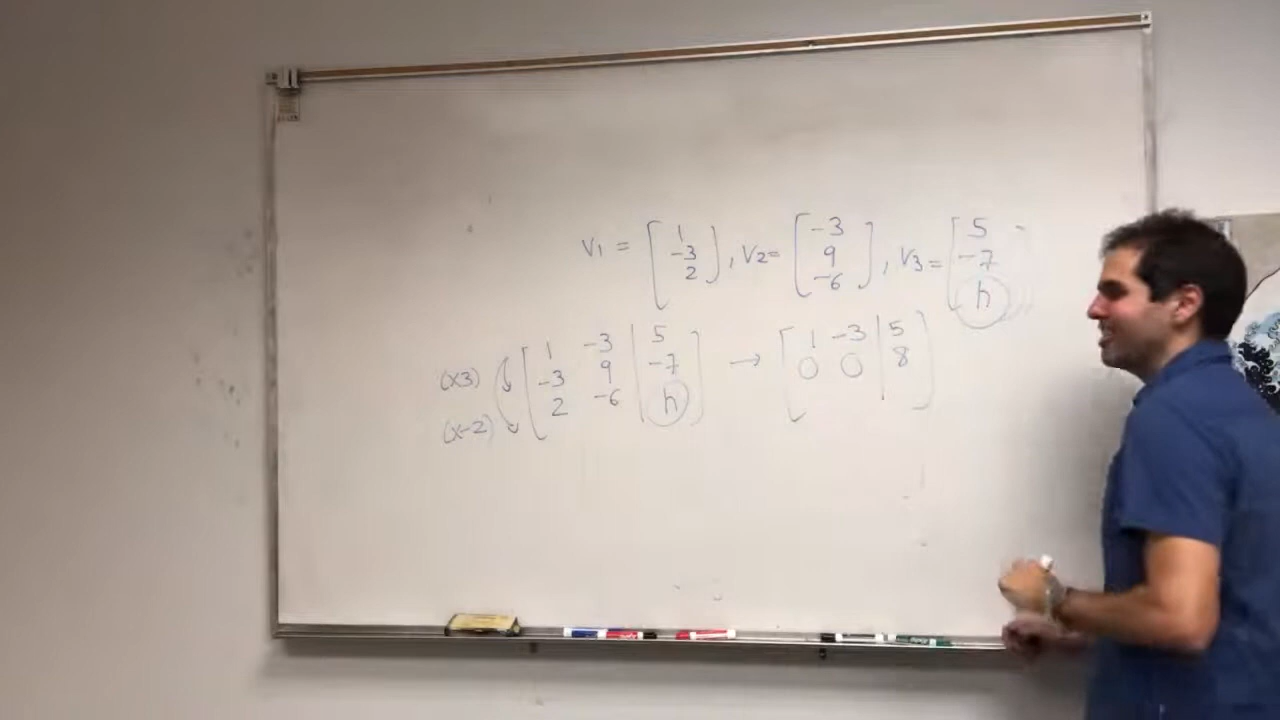 V1 = [1 -3 2], V2 = [-3 9 -6], V3 = [5 -7 h]
(x3) (x-2) [1 -3 | 5
-3 9 | -7
2 -6 | h] → [1 -3 | 5
0 0 | 8]